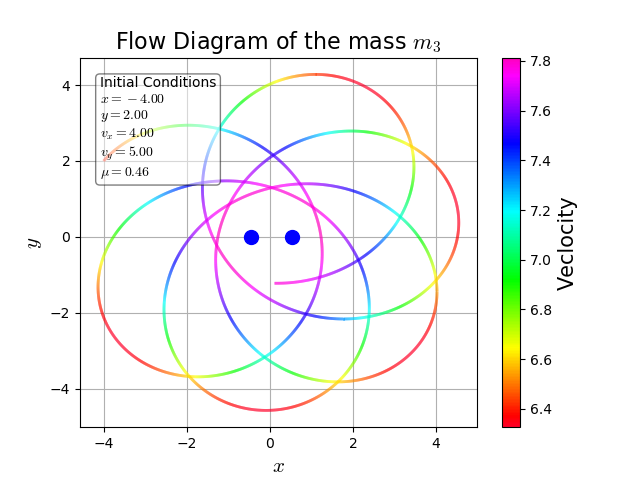 Flow Diagram of the mass m₃
Initial Conditions
x = −4.00
y = 2.00
vₓ = 4.00
vᵧ = 5.00
μ = 0.46
4
2
0
−2
−4
y
−4
−2
0
2
4
x
7.8
7.6
7.4
7.2
7.0
6.8
6.6
6.4
Veclocity